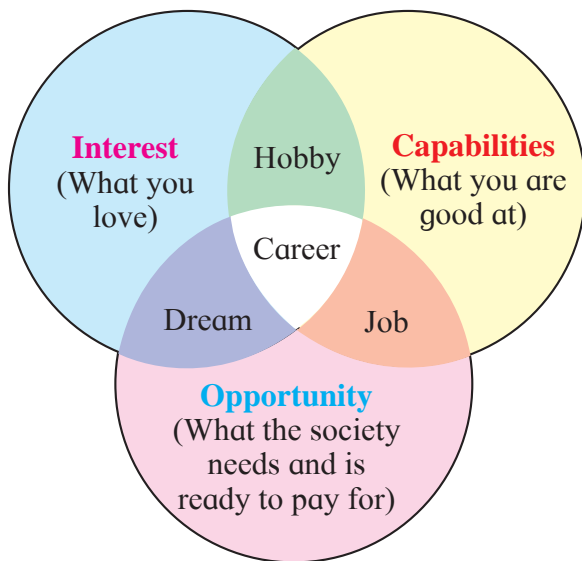 Interest
(What you
love)
Hobby
Capabilities
(What you are
good at)
Career
Dream
Job
Opportunity
(What the society
needs and is
ready to pay for)